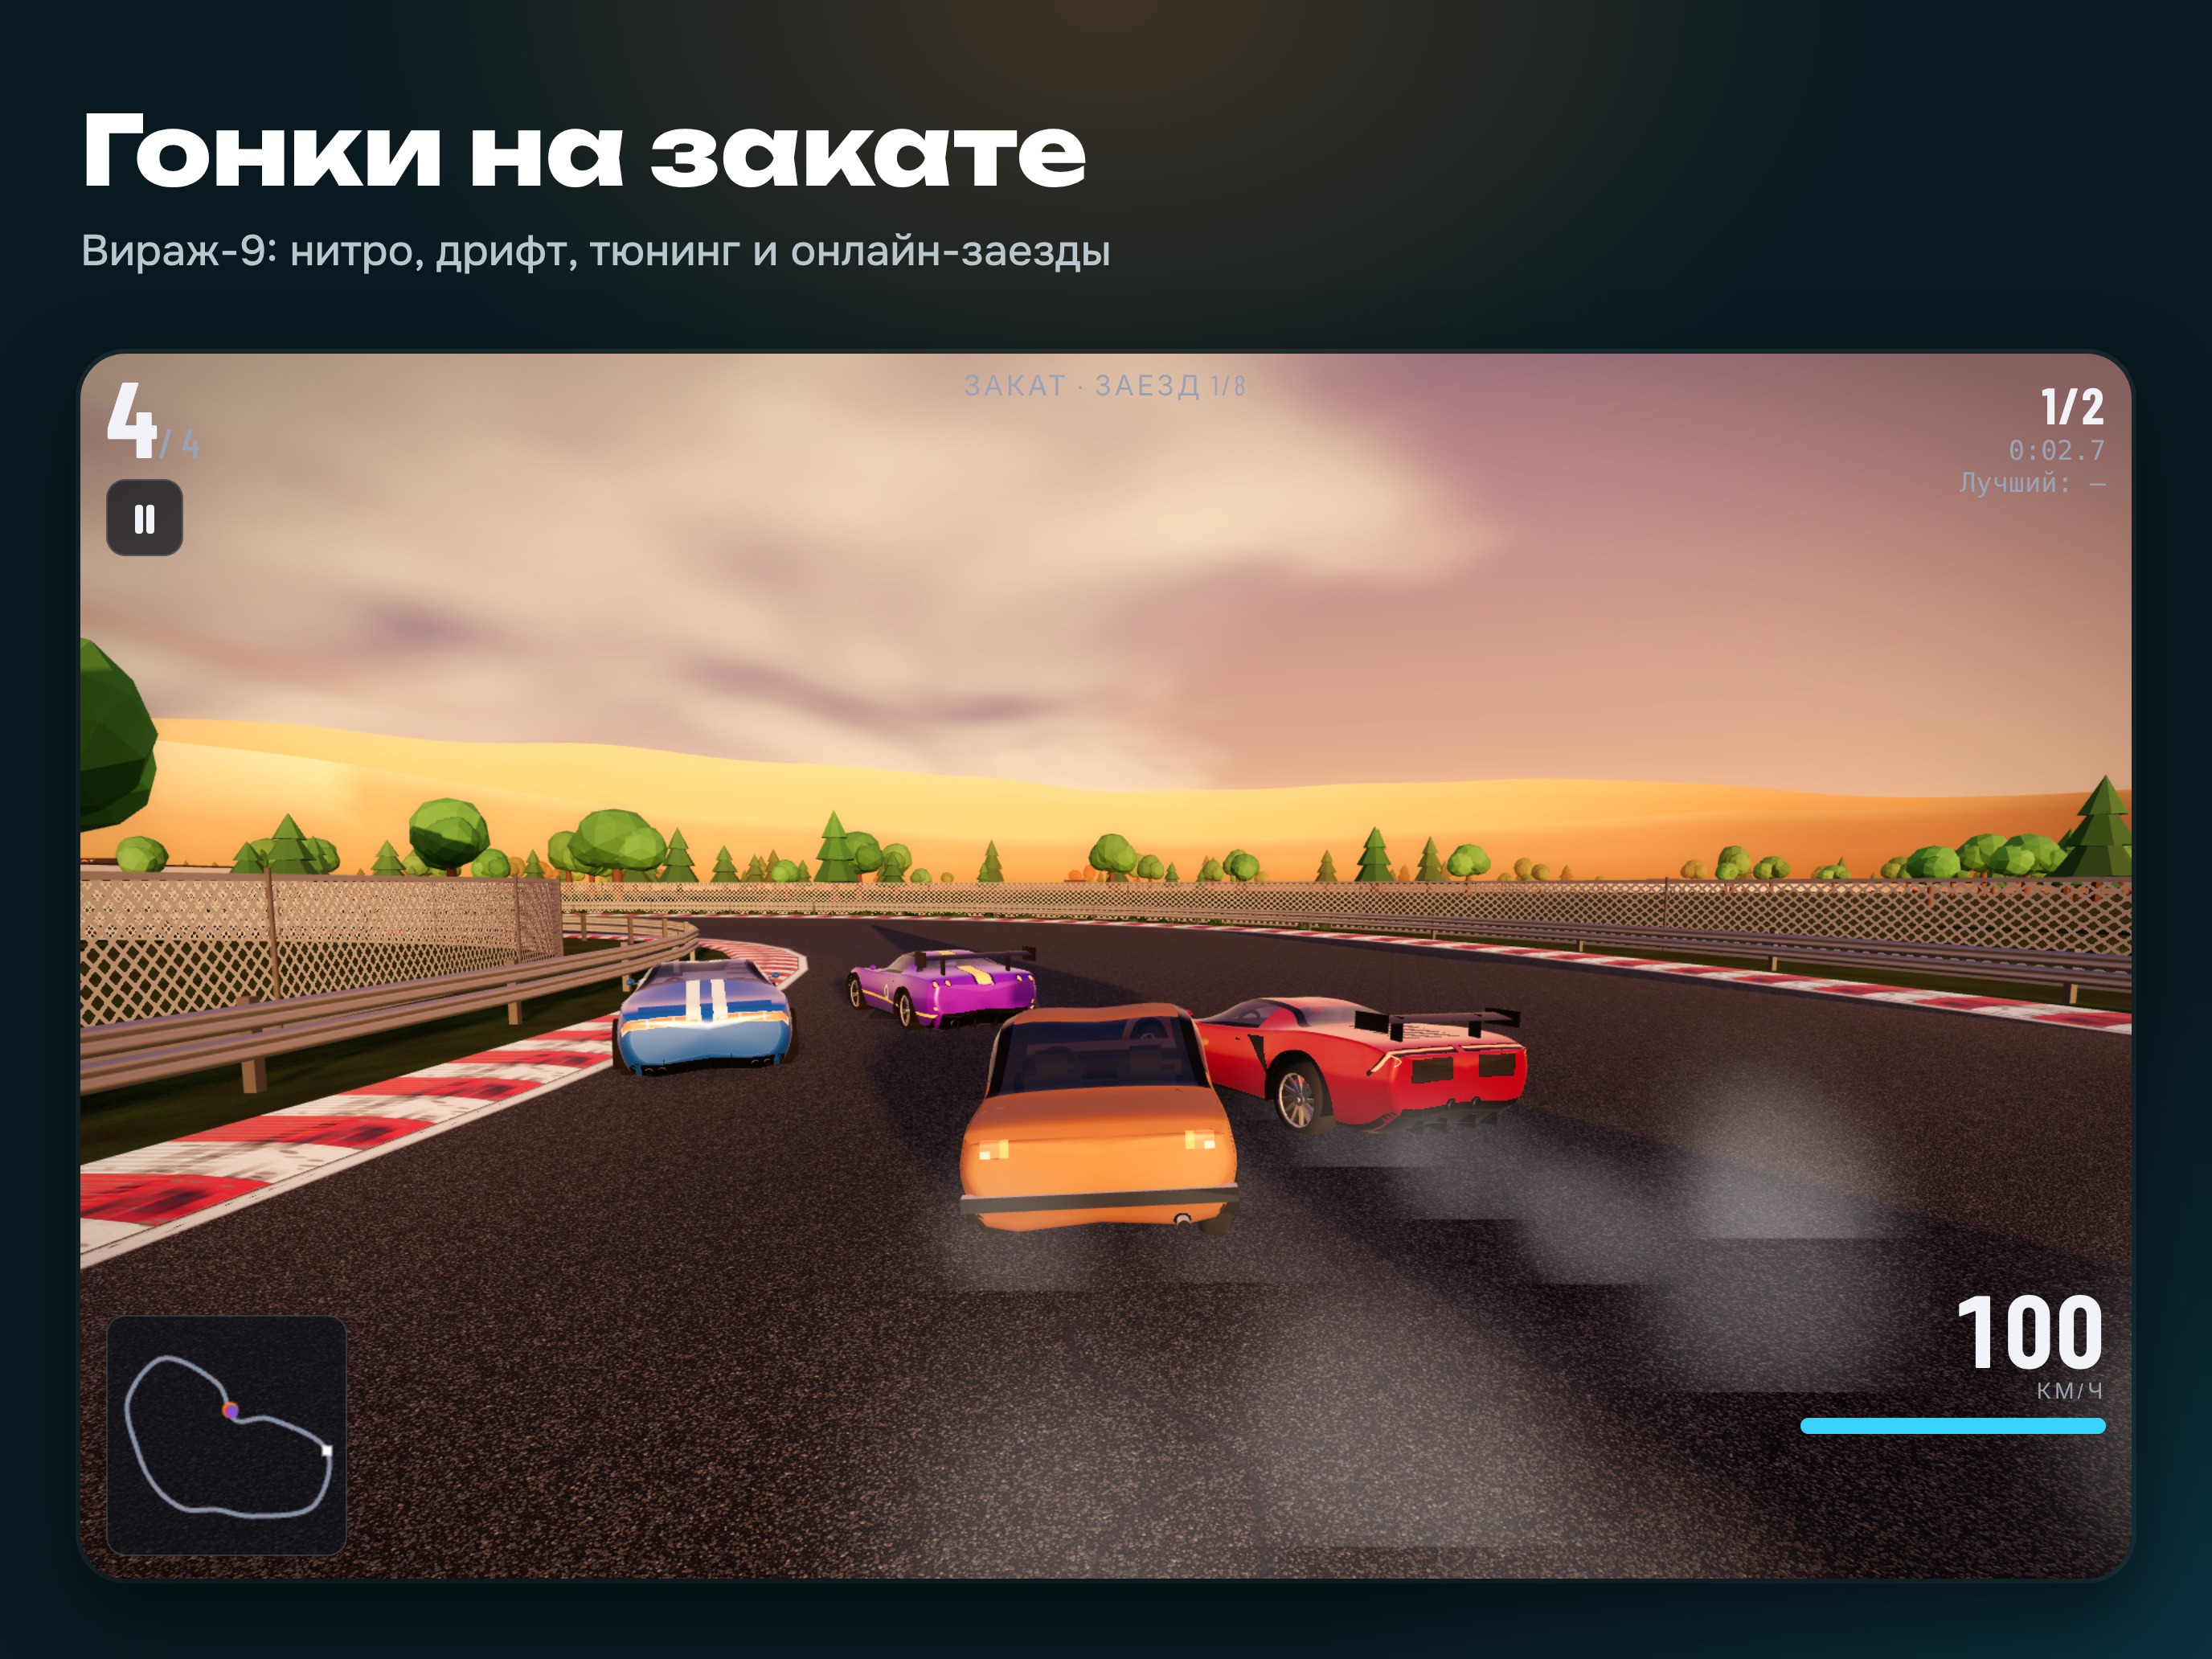 Гонки на закате
Вираж-9: нитро, дрифт, тюнинг и онлайн-заезды
4/ 4
ЗАКАТ · ЗАЕЗД 1/8
1/2
0:02.7
Лучший: —
100
КМ/Ч